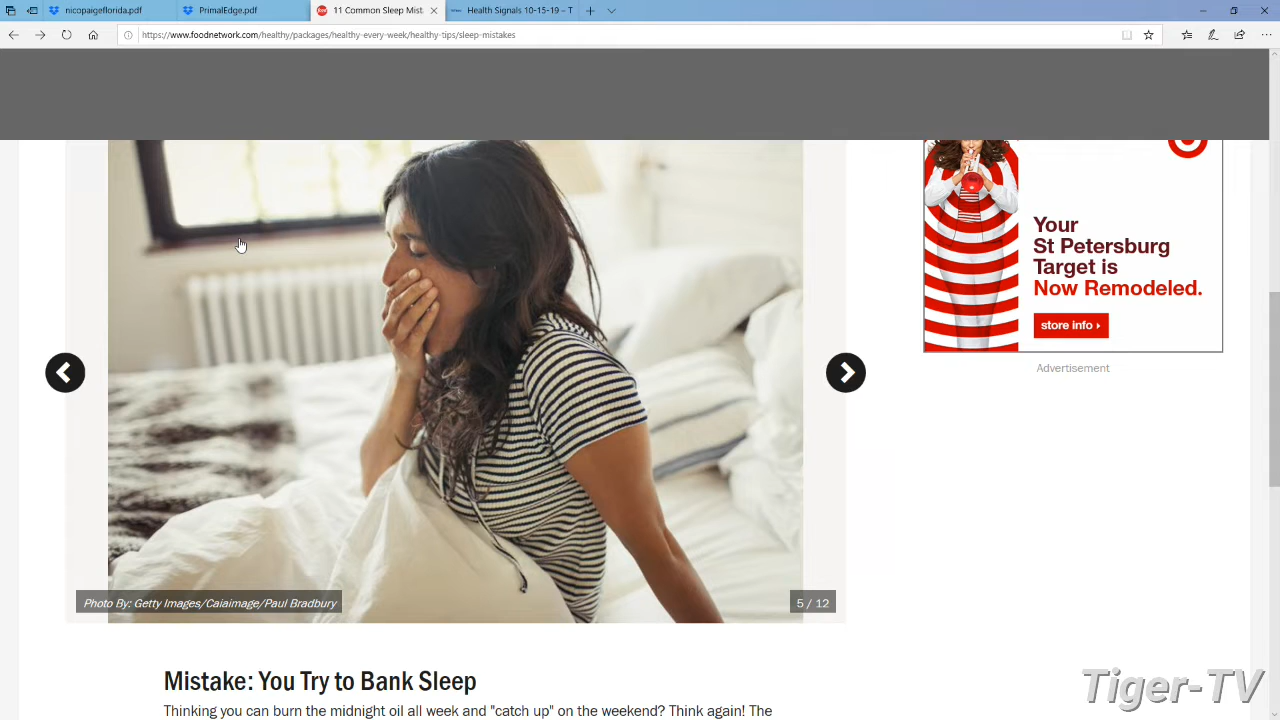 nicopaigeflorida.pdf
PrimalEdge.pdf
11 Common Sleep Mist
Health Signals 10-15-19 – T
https://www.foodnetwork.com/healthy/packages/healthy-every-week/healthy-tips/sleep-mistakes
Your
St Petersburg
Target is
Now Remodeled.
store info
Advertisement
Photo By: Getty Images/Caiaimage/Paul Bradbury
5 / 12
Mistake: You Try to Bank Sleep
Thinking you can burn the midnight oil all week and "catch up" on the weekend? Think again! The
Tiger-TV